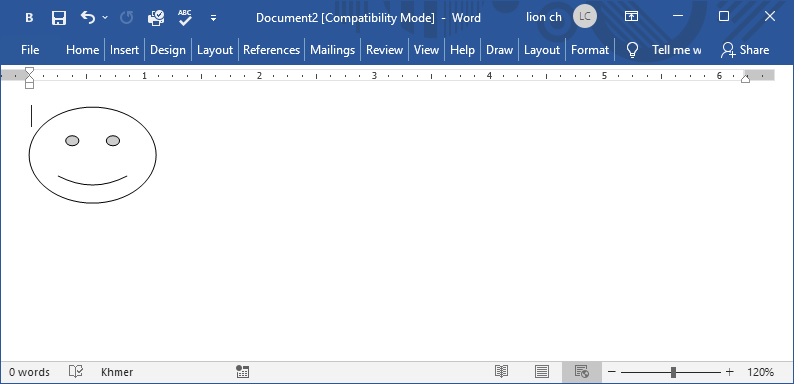 B ABC Document2 [Compatibility Mode] - Word lion ch LC
File Home Insert Design Layout References Mailings Review View Help Draw Layout Format Tell me w Share
1 2 3 4 5 6
0 words Khmer 120%